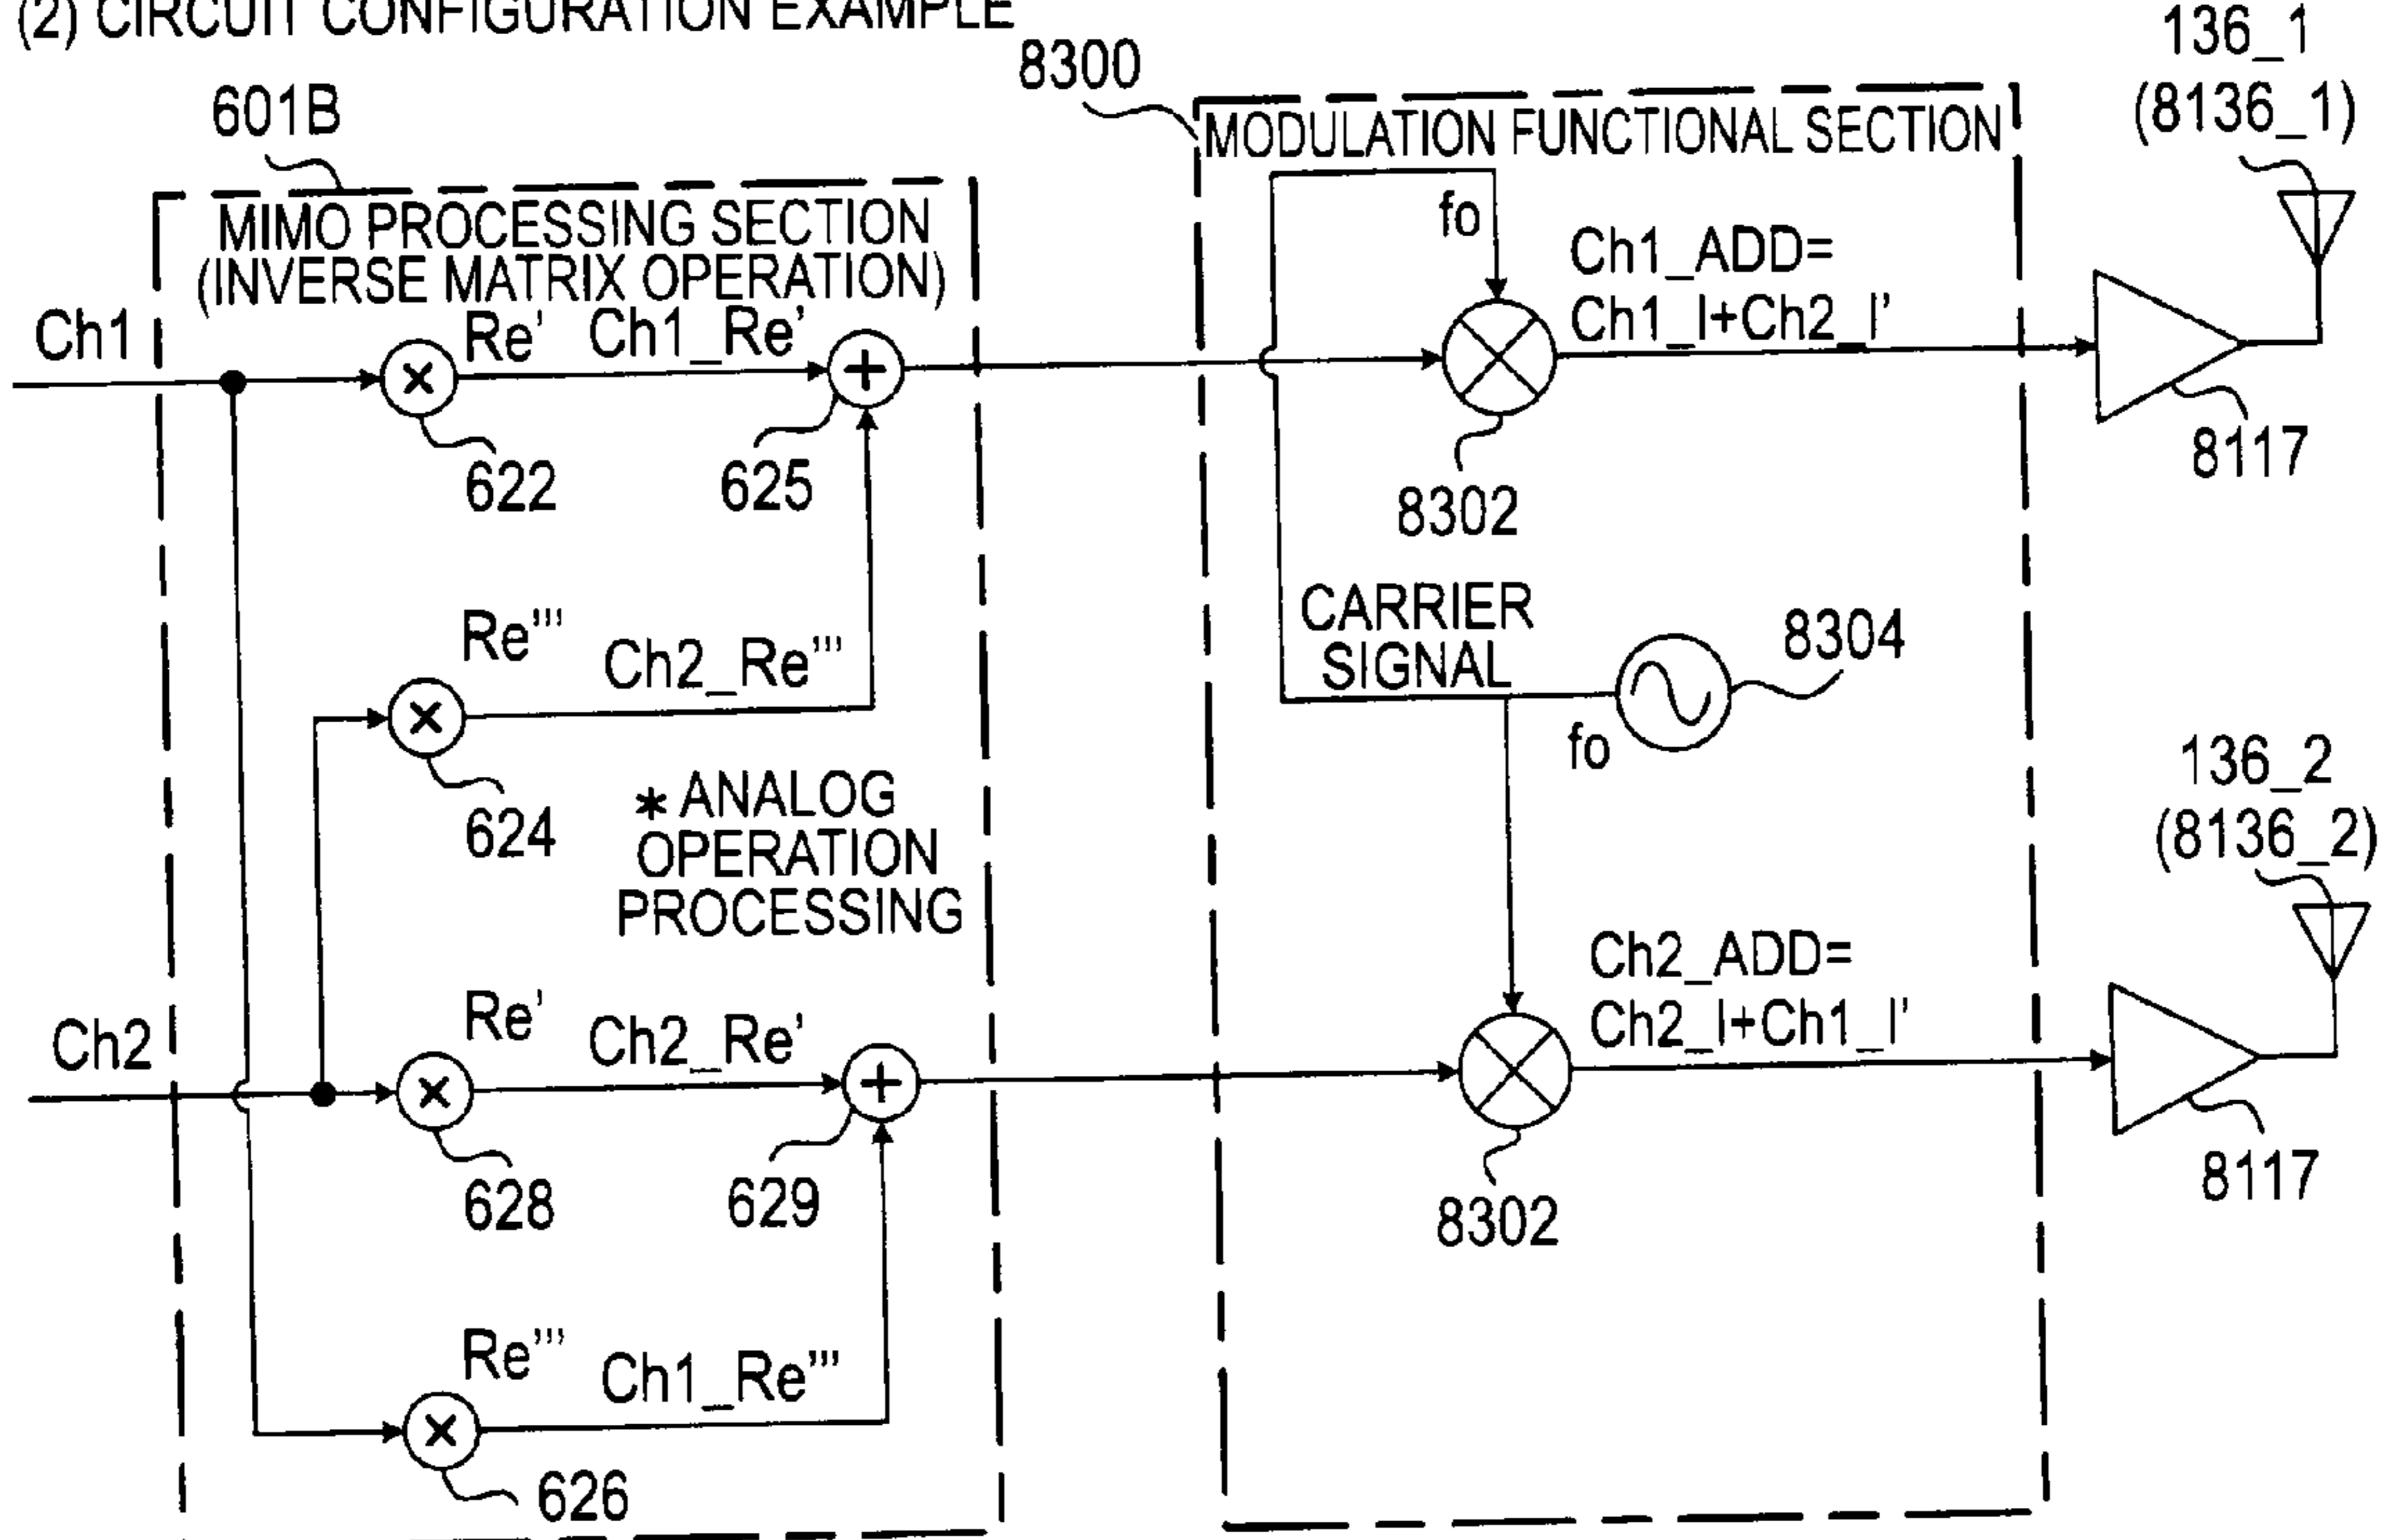 (2) CIRCUIT CONFIGURATION EXAMPLE
601B
8300
136_1
(8136_1)
MIMO PROCESSING SECTION
(INVERSE MATRIX OPERATION)
MODULATION FUNCTIONAL SECTION
Ch1
Re'
Ch1_Re'
fo
Ch1_ADD=
Ch1_I+Ch2_I'
622
625
8302
8117
Re'''
Ch2_Re'''
CARRIER
SIGNAL
8304
fo
624
* ANALOG
OPERATION
PROCESSING
136_2
(8136_2)
Ch2
Re'
Ch2_Re'
Ch2_ADD=
Ch2_I+Ch1_I'
628
629
8302
8117
Re'''
Ch1_Re'''
626